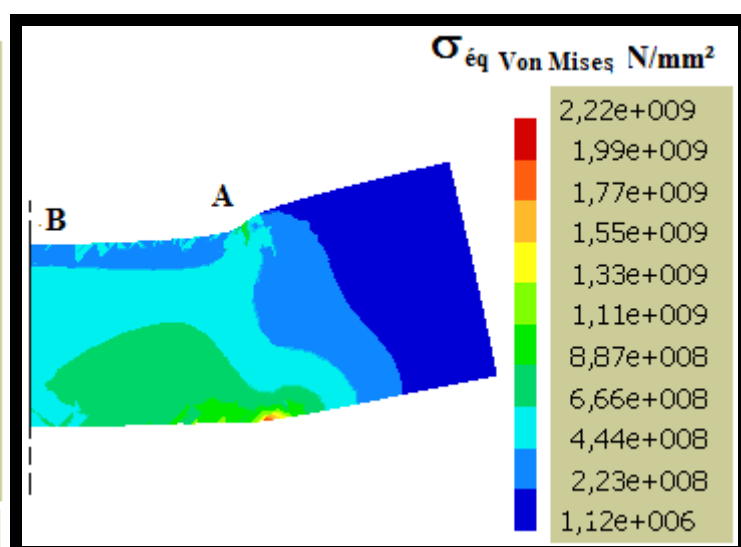 σéq Von Mises, N/mm²
2,22e+009
1,99e+009
1,77e+009
1,55e+009
1,33e+009
1,11e+009
8,87e+008
6,66e+008
4,44e+008
2,23e+008
1,12e+006
A
B